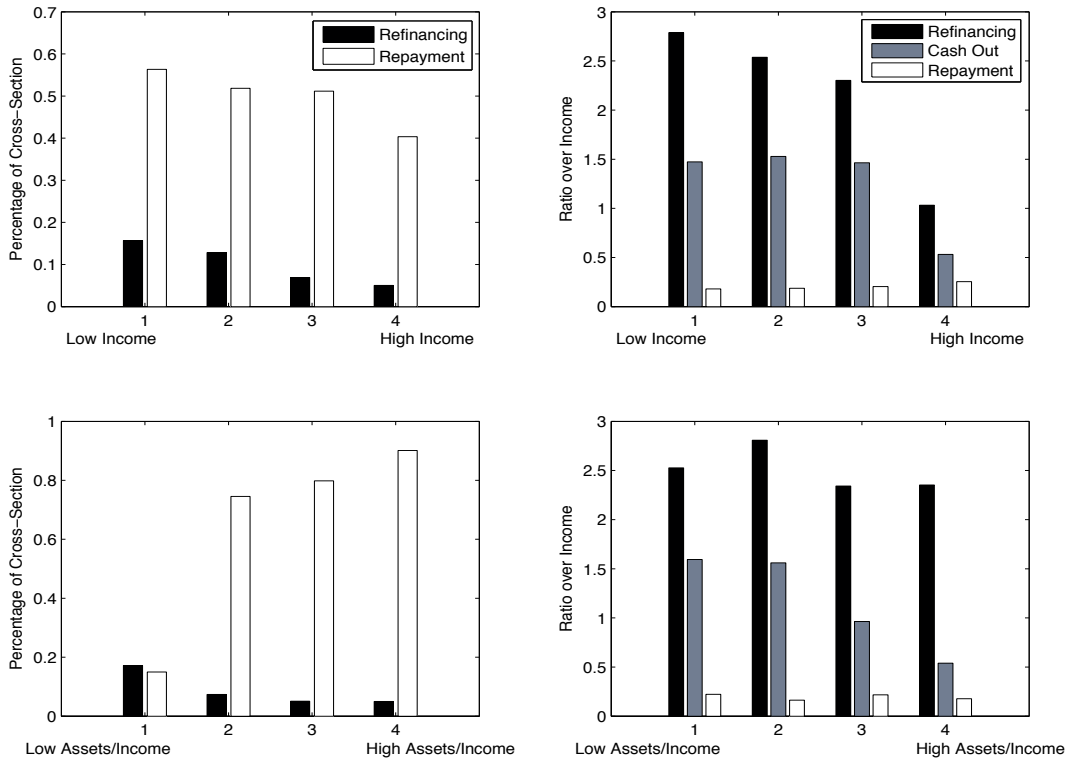 Percentage of Cross-Section
0.7
0.6
0.5
0.4
0.3
0.2
0.1
0
Refinancing
Repayment
1 2 3 4
Low Income High Income
Ratio over Income
3
2.5
2
1.5
1
0.5
0
Refinancing
Cash Out
Repayment
1 2 3 4
Low Income High Income
Percentage of Cross-Section
1
0.8
0.6
0.4
0.2
0
1 2 3 4
Low Assets/Income High Assets/Income
Ratio over Income
3
2.5
2
1.5
1
0.5
0
1 2 3 4
Low Assets/Income High Assets/Income